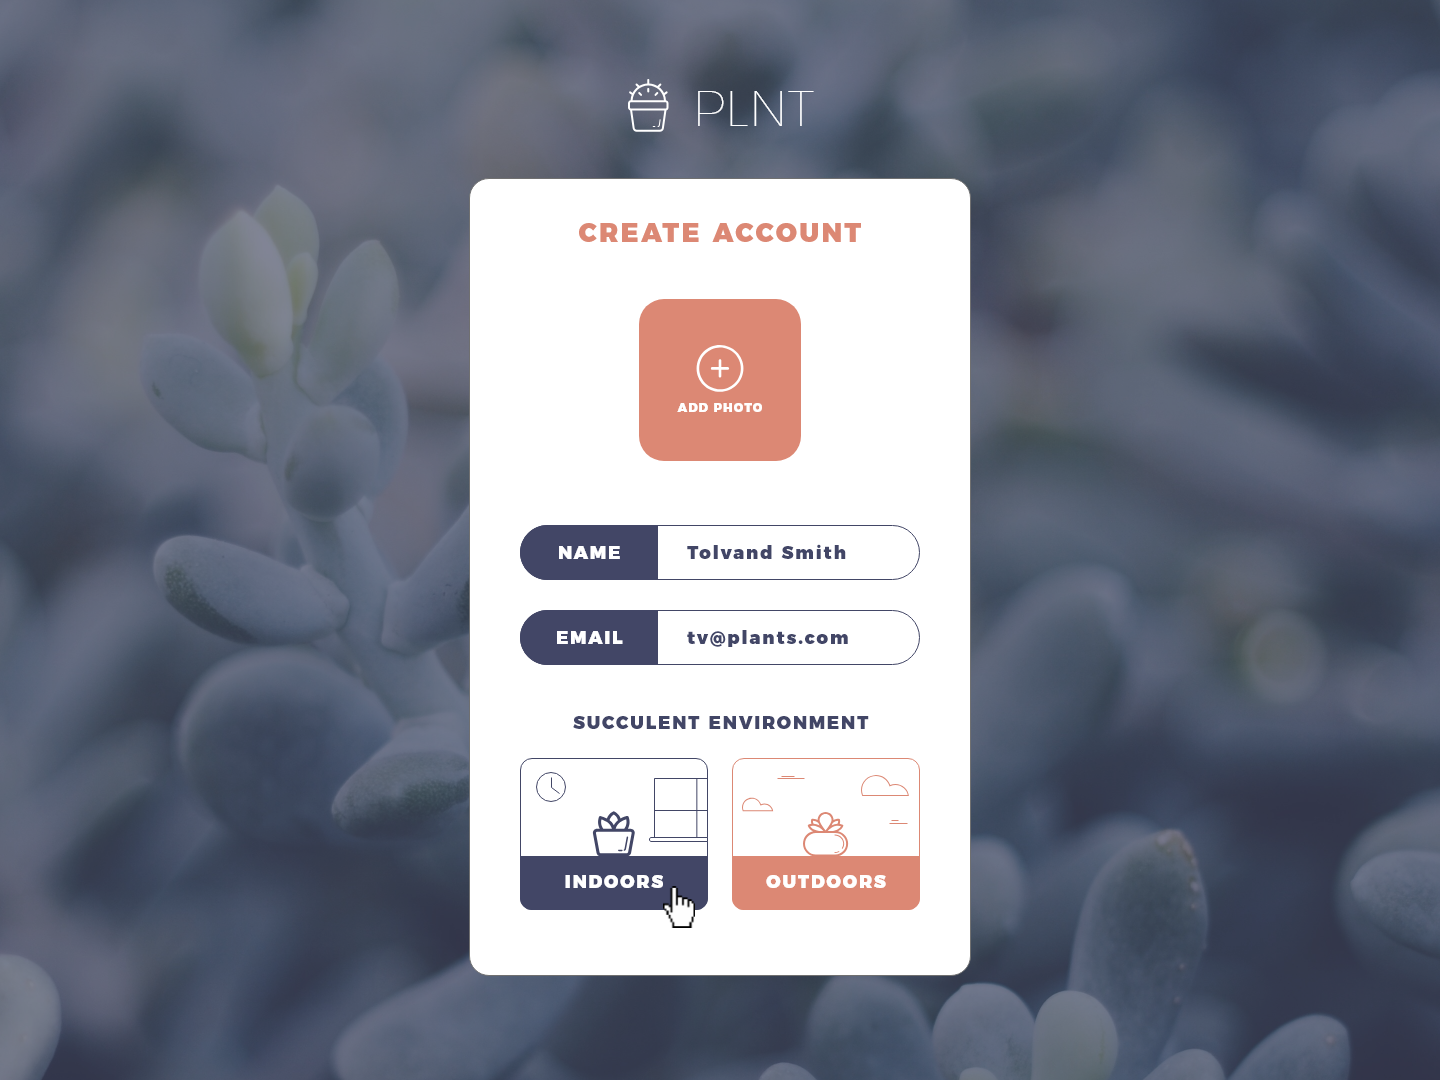 PLNT
CREATE ACCOUNT
ADD PHOTO
NAME Tolvand Smith
EMAIL tv@plants.com
SUCCULENT ENVIRONMENT
INDOORS OUTDOORS